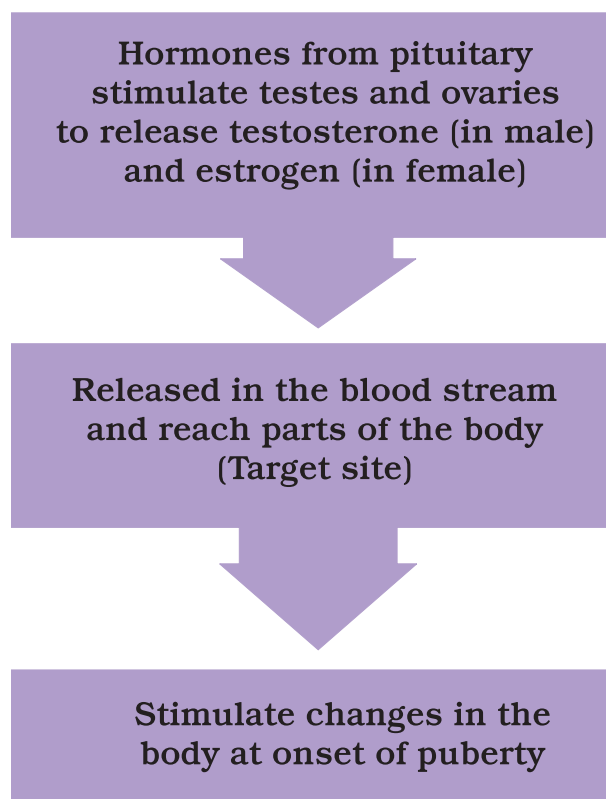 Hormones from pituitary
stimulate testes and ovaries
to release testosterone (in male)
and estrogen (in female)
Released in the blood stream
and reach parts of the body
(Target site)
Stimulate changes in the
body at onset of puberty